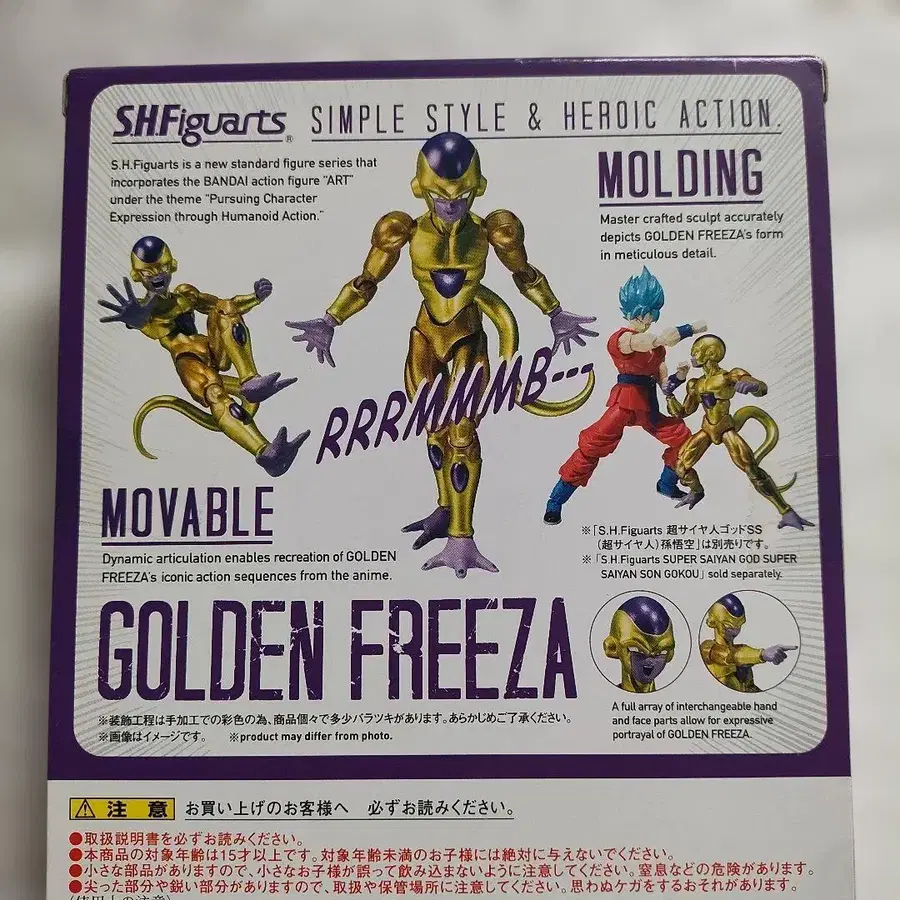 S.H.Figuarts® SIMPLE STYLE & HEROIC ACTION.
S.H.Figuarts is a new standard figure series that
incorporates the BANDAI action figure "ART"
under the theme "Pursuing Character
Expression through Humanoid Action."
MOLDING
Master crafted sculpt accurately
depicts GOLDEN FREEZA's form
in meticulous detail.
RRRMMMMB---
MOVABLE
Dynamic articulation enables recreation of GOLDEN
FREEZA's iconic action sequences from the anime.
※「S.H.Figuarts 超サイヤ人ゴッドSS
(超サイヤ人)孫悟空」は別売りです。
※「S.H.Figuarts SUPER SAIYAN GOD SUPER
SAIYAN SON GOKOU」sold separately.
GOLDEN FREEZA
A full array of interchangeable hand
and face parts allow for expressive
portrayal of GOLDEN FREEZA.
※装飾工程は手加工での彩色の為、商品個々で多少バラツキがあります。あらかじめご了承ください。
※画像はイメージです。 ※product may differ from photo.
注意 お買い上げのお客様へ 必ずお読みください。
●取扱説明書を必ずお読みください。
●本商品の対象年齢は15才以上です。対象年齢未満のお子様には絶対に与えないでください。
●小さな部品がありますので、小さなお子様が誤って飲み込まないように注意してください。窒息などの危険があります。
●尖った部分や鋭い部分がありますので、取扱や保管場所に注意してください。思わぬケガをするおそれがあります。